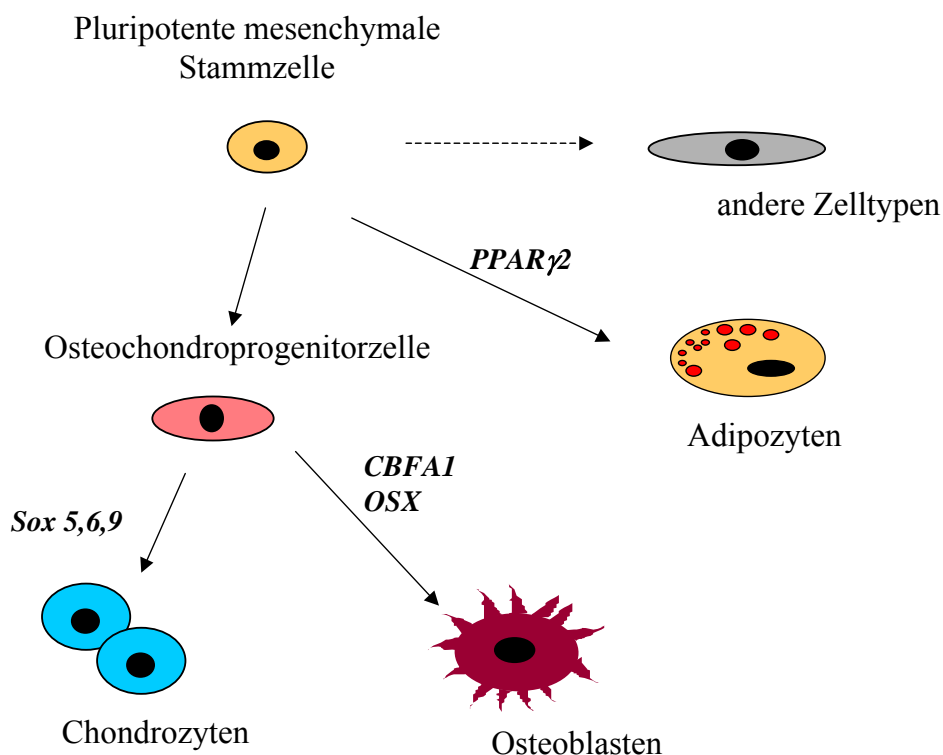 Pluripotente mesenchymale
Stammzelle
andere Zelltypen
PPARγ2
Osteochondroprogenitorzelle
Adipozyten
CBFA1
OSX
Sox 5,6,9
Chondrozyten
Osteoblasten